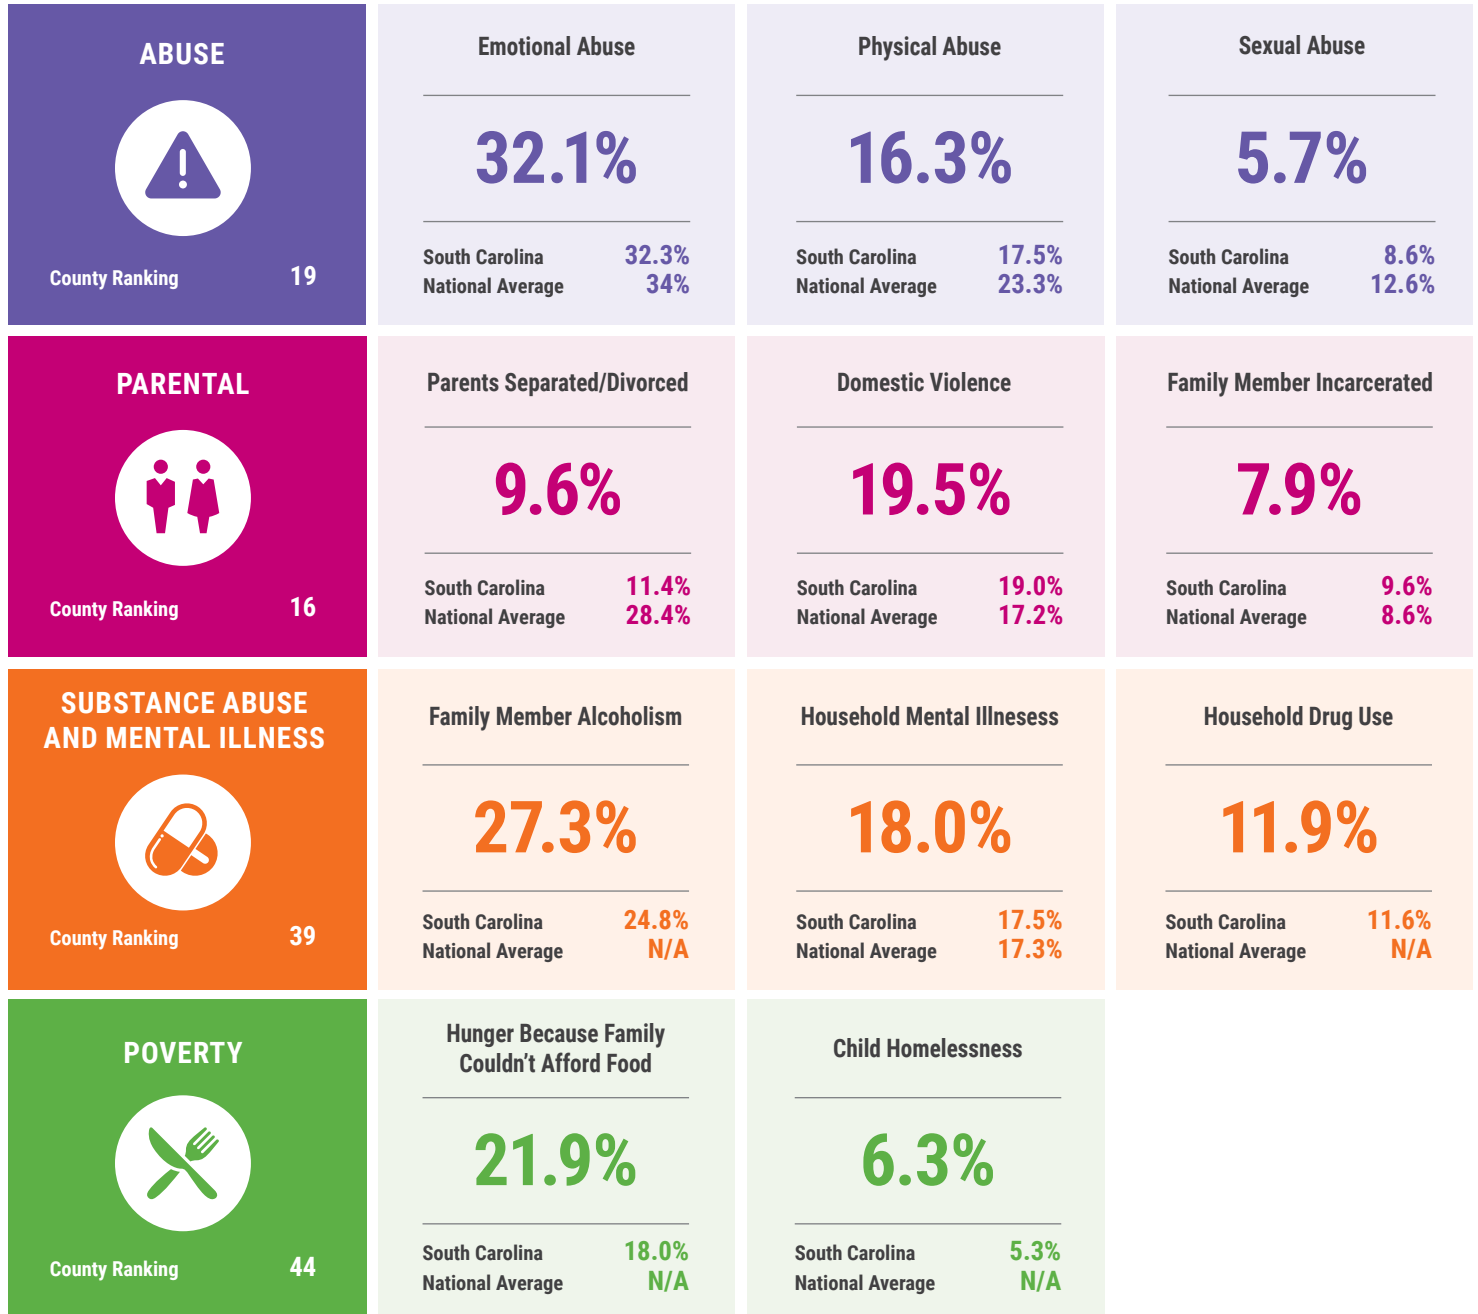 ABUSE
County Ranking 19
Emotional Abuse
32.1%
South Carolina 32.3%
National Average 34%
Physical Abuse
16.3%
South Carolina 17.5%
National Average 23.3%
Sexual Abuse
5.7%
South Carolina 8.6%
National Average 12.6%
PARENTAL
County Ranking 16
Parents Separated/Divorced
9.6%
South Carolina 11.4%
National Average 28.4%
Domestic Violence
19.5%
South Carolina 19.0%
National Average 17.2%
Family Member Incarcerated
7.9%
South Carolina 9.6%
National Average 8.6%
SUBSTANCE ABUSE
AND MENTAL ILLNESS
County Ranking 39
Family Member Alcoholism
27.3%
South Carolina 24.8%
National Average N/A
Household Mental Illnesess
18.0%
South Carolina 17.5%
National Average 17.3%
Household Drug Use
11.9%
South Carolina 11.6%
National Average N/A
POVERTY
County Ranking 44
Hunger Because Family
Couldn’t Afford Food
21.9%
South Carolina 18.0%
National Average N/A
Child Homelessness
6.3%
South Carolina 5.3%
National Average N/A